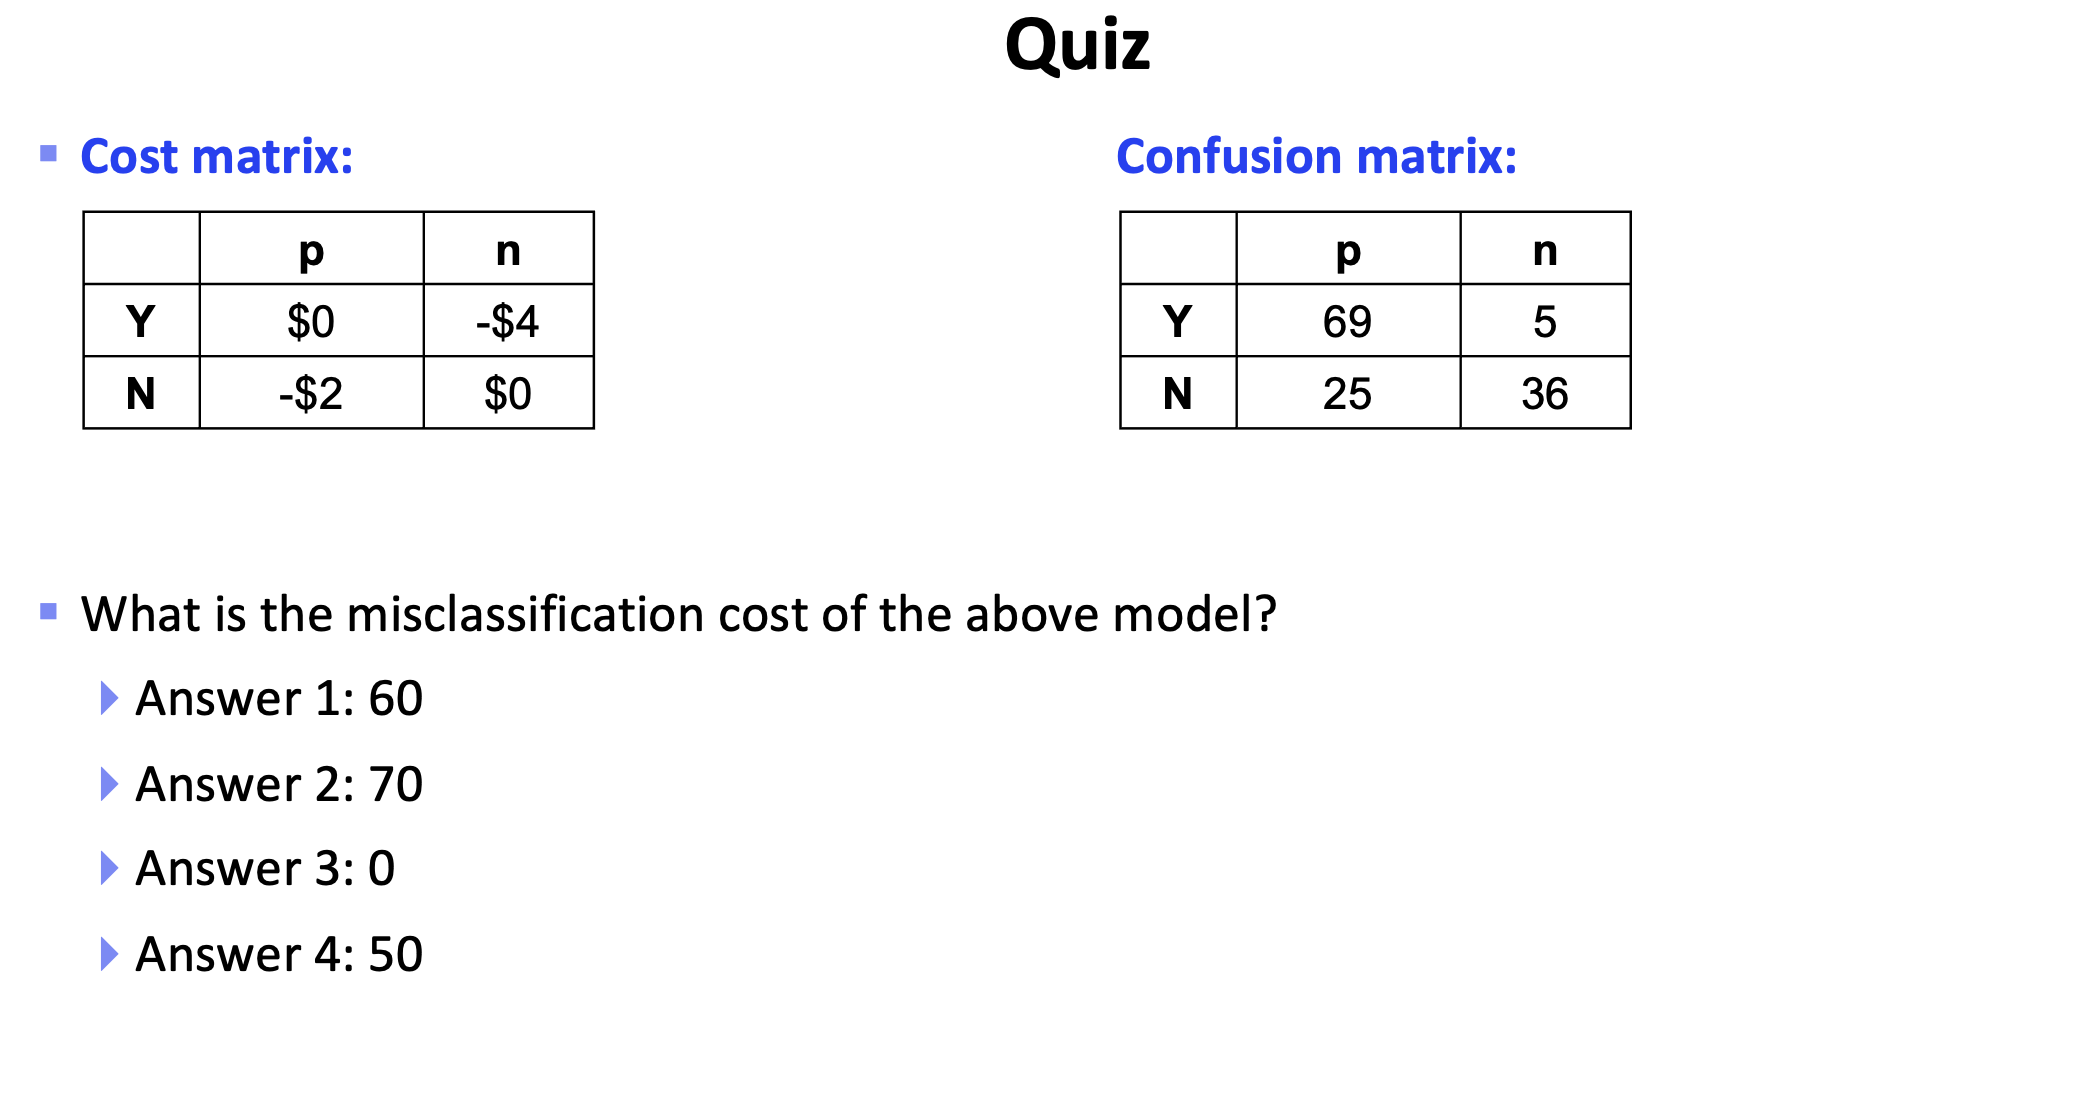 Quiz
Cost matrix:
p n
Y $0 -$4
N -$2 $0
Confusion matrix:
p n
Y 69 5
N 25 36
What is the misclassification cost of the above model?
Answer 1: 60
Answer 2: 70
Answer 3: 0
Answer 4: 50